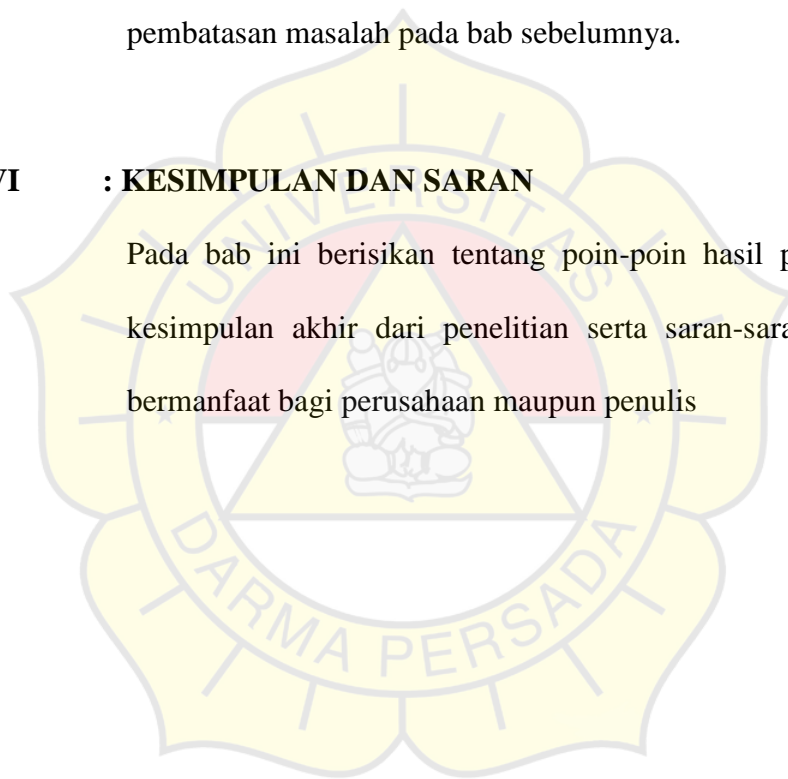 pembatasan masalah pada bab sebelumnya.
VI : KESIMPULAN DAN SARAN
Pada bab ini berisikan tentang poin-poin hasil p
kesimpulan akhir dari penelitian serta saran-sara
bermanfaat bagi perusahaan maupun penulis
UNIVERSITAS
DARMA PERSADA